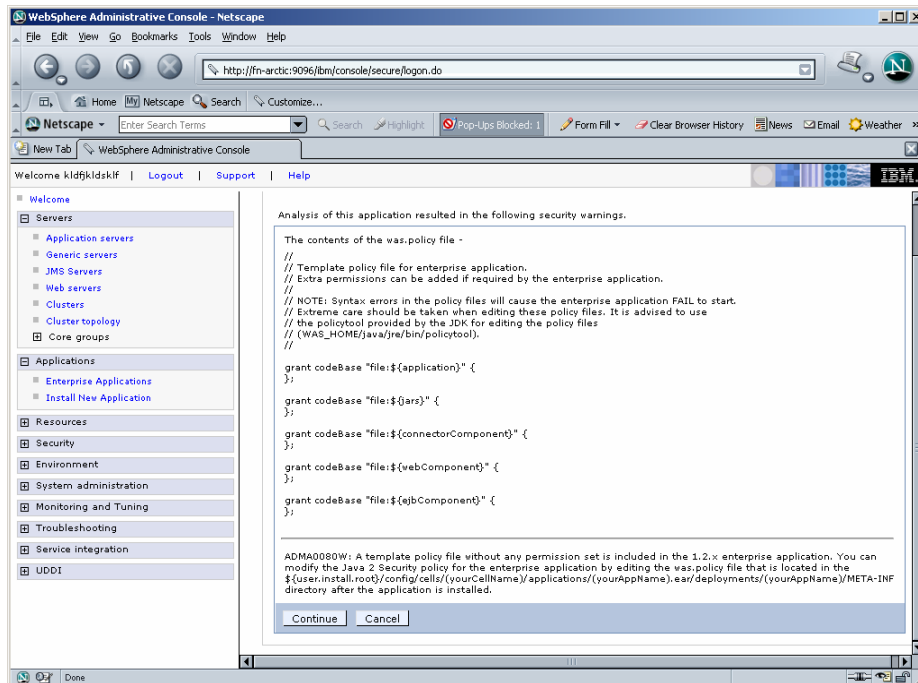 WebSphere Administrative Console - Netscape
File Edit View Go Bookmarks Tools Window Help
http://fn-arctic:9096/ibm/console/secure/logon.do
Home My Netscape Search Customize...
Netscape Enter Search Terms Search Highlight Pop-Ups Blocked: 1 Form Fill Clear Browser History News Email Weather »
New Tab WebSphere Administrative Console
Welcome kldfjkldsklf | Logout | Support | Help IBM.
Welcome
Servers
Application servers
Generic servers
JMS Servers
Web servers
Clusters
Cluster topology
Core groups
Applications
Enterprise Applications
Install New Application
Resources
Security
Environment
System administration
Monitoring and Tuning
Troubleshooting
Service integration
UDDI
Analysis of this application resulted in the following security warnings.
The contents of the was.policy file -
//
// Template policy file for enterprise application.
// Extra permissions can be added if required by the enterprise application.
//
// NOTE: Syntax errors in the policy files will cause the enterprise application FAIL to start.
// Extreme care should be taken when editing these policy files. It is advised to use
// the policytool provided by the JDK for editing the policy files
// (WAS_HOME/java/jre/bin/policytool).
//
grant codeBase "file:${application}" {
};
grant codeBase "file:${jars}" {
};
grant codeBase "file:${connectorComponent}" {
};
grant codeBase "file:${webComponent}" {
};
grant codeBase "file:${ejbComponent}" {
};
ADMA0080W: A template policy file without any permission set is included in the 1.2.x enterprise application. You can
modify the Java 2 Security policy for the enterprise application by editing the was.policy file that is located in the
${user.install.root}/config/cells/(yourCellName)/applications/(yourAppName).ear/deployments/(yourAppName)/META-INF
directory after the application is installed.
Continue Cancel
Done